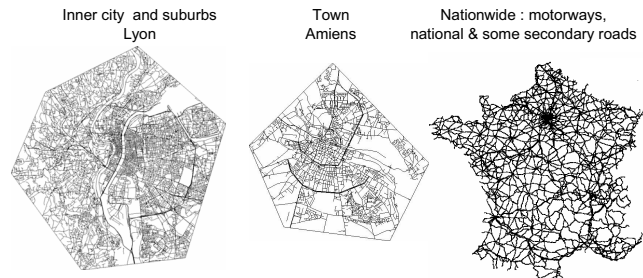 Inner city and suburbs
Lyon
Town
Amiens
Nationwide : motorways,
national & some secondary roads